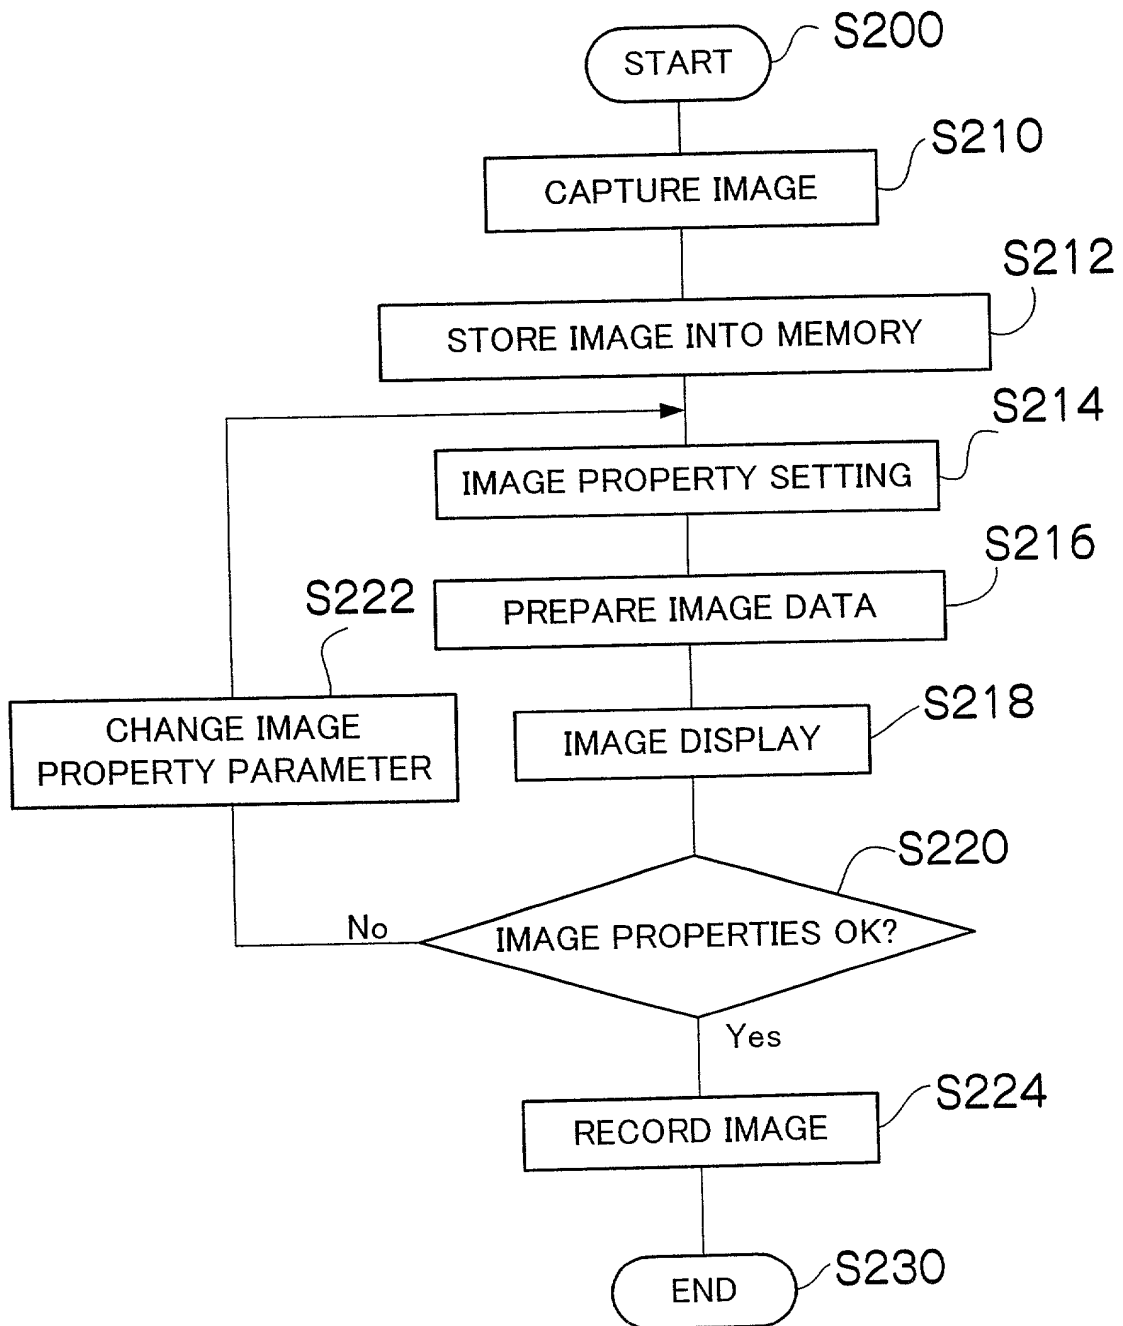 S200
START
S210
CAPTURE IMAGE
S212
STORE IMAGE INTO MEMORY
S214
IMAGE PROPERTY SETTING
S216
PREPARE IMAGE DATA
S222
CHANGE IMAGE
PROPERTY PARAMETER
S218
IMAGE DISPLAY
S220
No
IMAGE PROPERTIES OK?
Yes
S224
RECORD IMAGE
S230
END